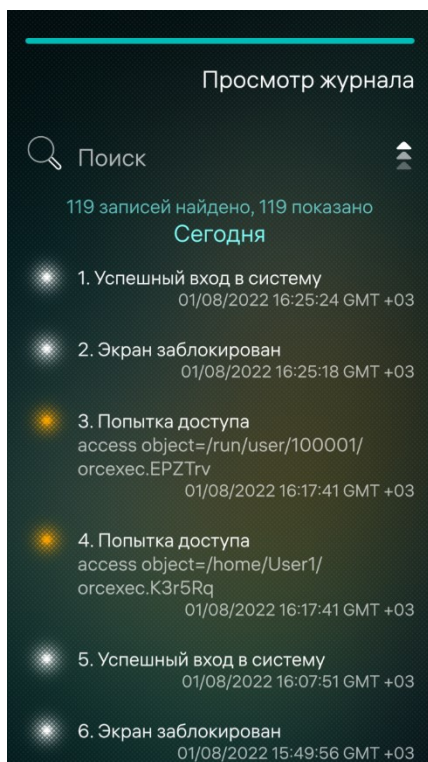 Просмотр журнала
Поиск
119 записей найдено, 119 показано
Сегодня
1. Успешный вход в систему
01/08/2022 16:25:24 GMT +03
2. Экран заблокирован
01/08/2022 16:25:18 GMT +03
3. Попытка доступа
access object=/run/user/100001/
orcexec.EPZTrv
01/08/2022 16:17:41 GMT +03
4. Попытка доступа
access object=/home/User1/
orcexec.K3r5Rq
01/08/2022 16:17:41 GMT +03
5. Успешный вход в систему
01/08/2022 16:07:51 GMT +03
6. Экран заблокирован
01/08/2022 15:49:56 GMT +03